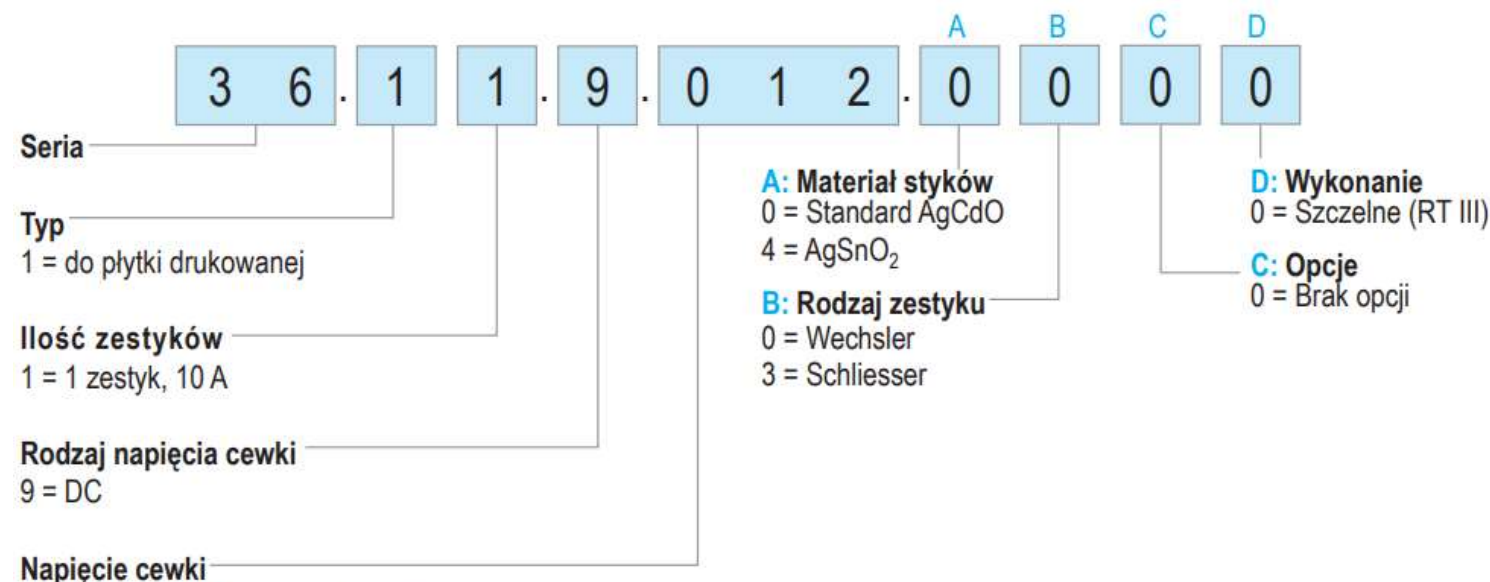 A B C D
3 6 . 1 1 . 9 . 0 1 2 . 0 0 0 0
Seria
Typ
1 = do płytki drukowanej
Ilość zestyków
1 = 1 zestyk, 10 A
Rodzaj napięcia cewki
9 = DC
Napięcie cewki
A: Materiał styków
0 = Standard AgCdO
4 = AgSnO₂
B: Rodzaj zestyku
0 = Wechsler
3 = Schliesser
D: Wykonanie
0 = Szczelne (RT III)
C: Opcje
0 = Brak opcji